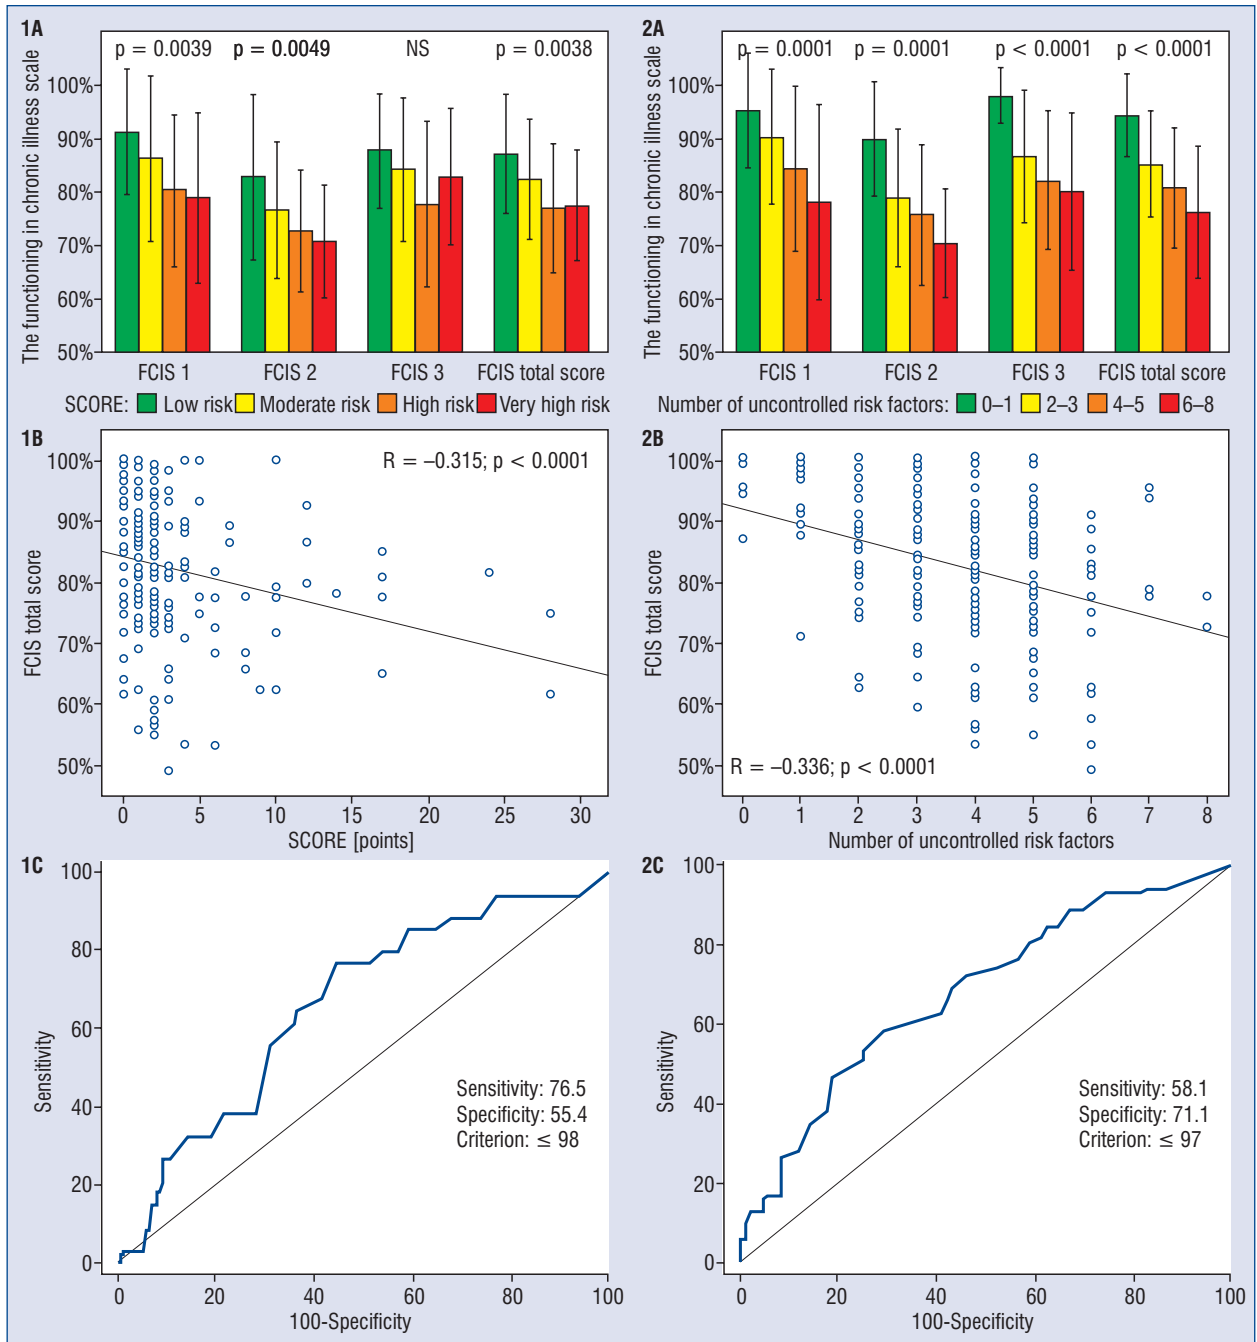 1A
p = 0.0039 p = 0.0049 NS p = 0.0038
The functioning in chronic illness scale
100%
90%
80%
70%
60%
50%
FCIS 1 FCIS 2 FCIS 3 FCIS total score
SCORE: Low risk Moderate risk High risk Very high risk
2A
p = 0.0001 p = 0.0001 p < 0.0001 p < 0.0001
The functioning in chronic illness scale
100%
90%
80%
70%
60%
50%
FCIS 1 FCIS 2 FCIS 3 FCIS total score
Number of uncontrolled risk factors: 0–1 2–3 4–5 6–8
1B
R = –0.315; p < 0.0001
FCIS total score
100%
90%
80%
70%
60%
50%
0 5 10 15 20 25 30
SCORE [points]
2B
R = –0.336; p < 0.0001
FCIS total score
100%
90%
80%
70%
60%
50%
0 1 2 3 4 5 6 7 8
Number of uncontrolled risk factors
1C
Sensitivity
100
80
60
40
20
0
Sensitivity: 76.5
Specificity: 55.4
Criterion: ≤ 98
0 20 40 60 80 100
100-Specificity
2C
Sensitivity
100
80
60
40
20
0
Sensitivity: 58.1
Specificity: 71.1
Criterion: ≤ 97
0 20 40 60 80 100
100-Specificity